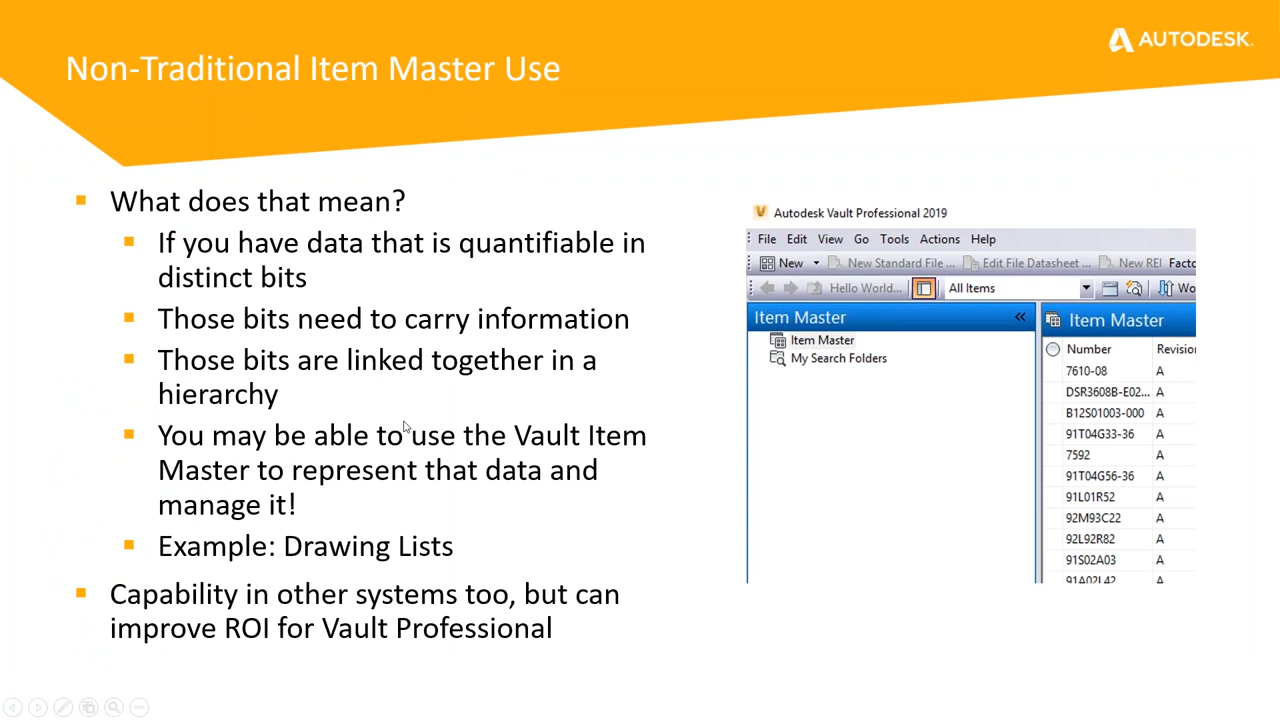 AUTODESK.
Non-Traditional Item Master Use
What does that mean?
If you have data that is quantifiable in
distinct bits
Those bits need to carry information
Those bits are linked together in a
hierarchy
You may be able to use the Vault Item
Master to represent that data and
manage it!
Example: Drawing Lists
Capability in other systems too, but can
improve ROI for Vault Professional
Autodesk Vault Professional 2019
File Edit View Go Tools Actions Help
New New Standard File ... Edit File Datasheet ... New REI Facto
Hello World... All Items Wo
Item Master
Item Master
My Search Folders
Item Master
Number Revision
7610-08 A
DSR3608B-E02... A
B12S01003-000 A
91T04G33-36 A
7592 A
91T04G56-36 A
91L01R52 A
92M93C22 A
92L92R82 A
91S02A03 A
91A02L42 A